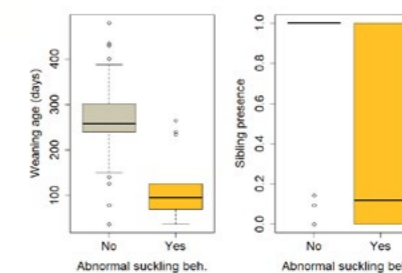 Weaning age (days)
100
200
300
400
No
Yes
Abnormal suckling beh.
Sibling presence
0.0
0.2
0.4
0.6
0.8
1.0
No
Yes
Abnormal suckling beh